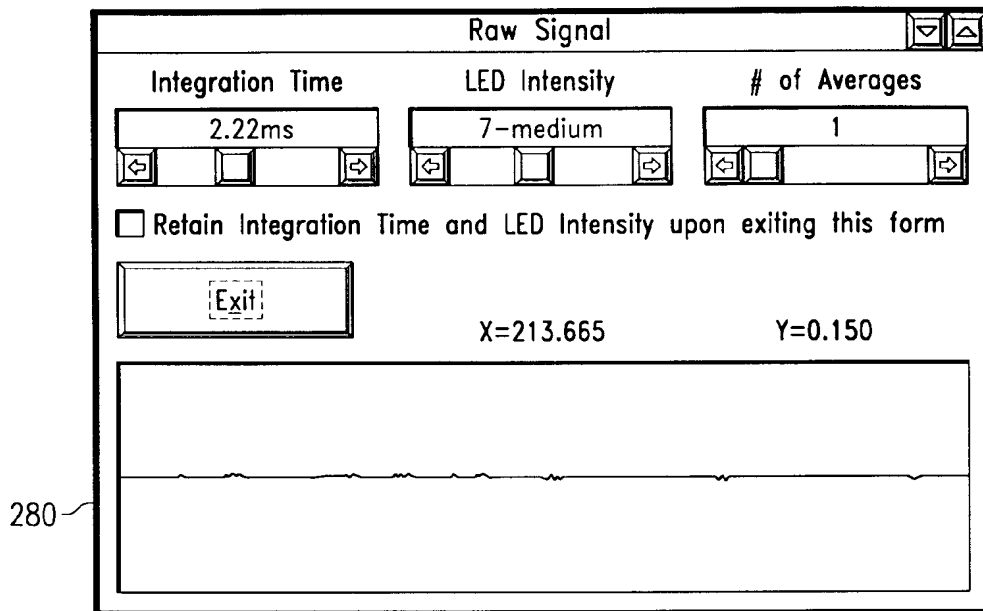 Raw Signal
Integration Time LED Intensity # of Averages
2.22ms 7-medium 1
Retain Integration Time and LED Intensity upon exiting this form
Exit
X=213.665 Y=0.150
280